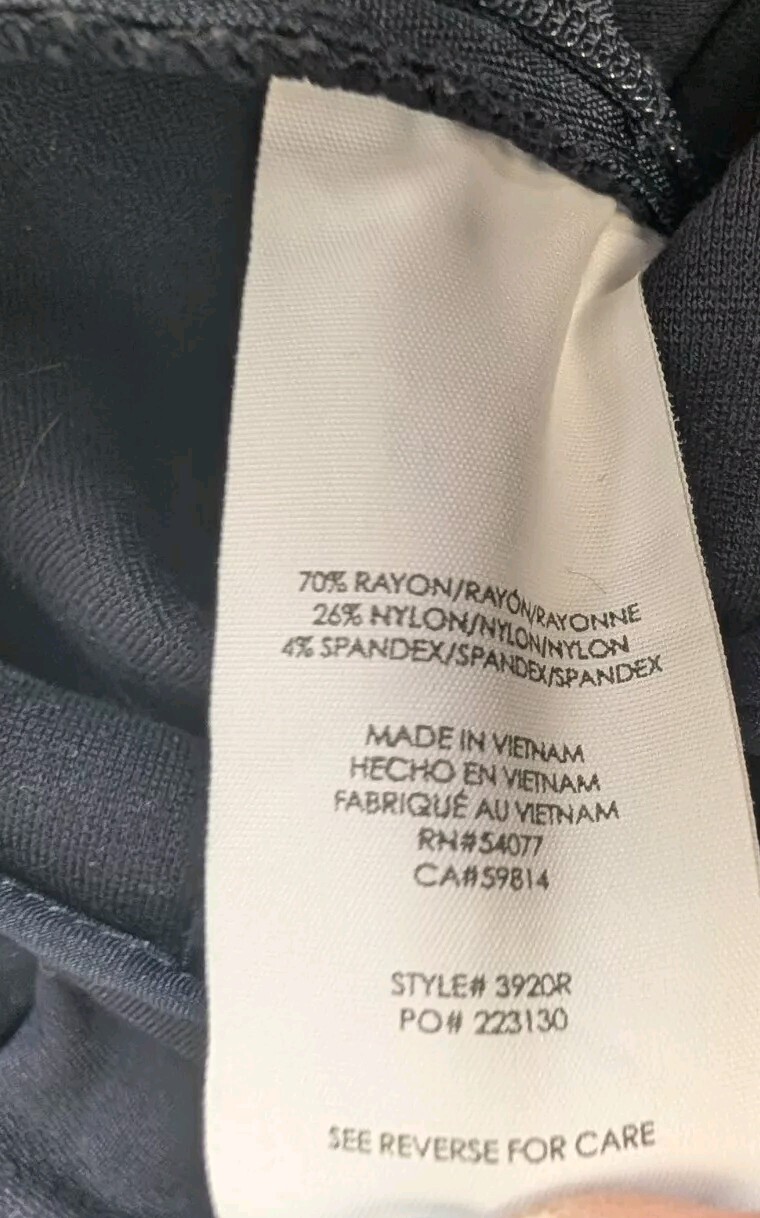 70% RAYON/RAYÓN/RAYONNE
26% NYLON/NYLON/NYLON
4% SPANDEX/SPANDEX/SPANDEX
MADE IN VIETNAM
HECHO EN VIETNAM
FABRIQUÉ AU VIETNAM
RN#54077
CA#59814
STYLE# 3920R
PO# 223130
SEE REVERSE FOR CARE